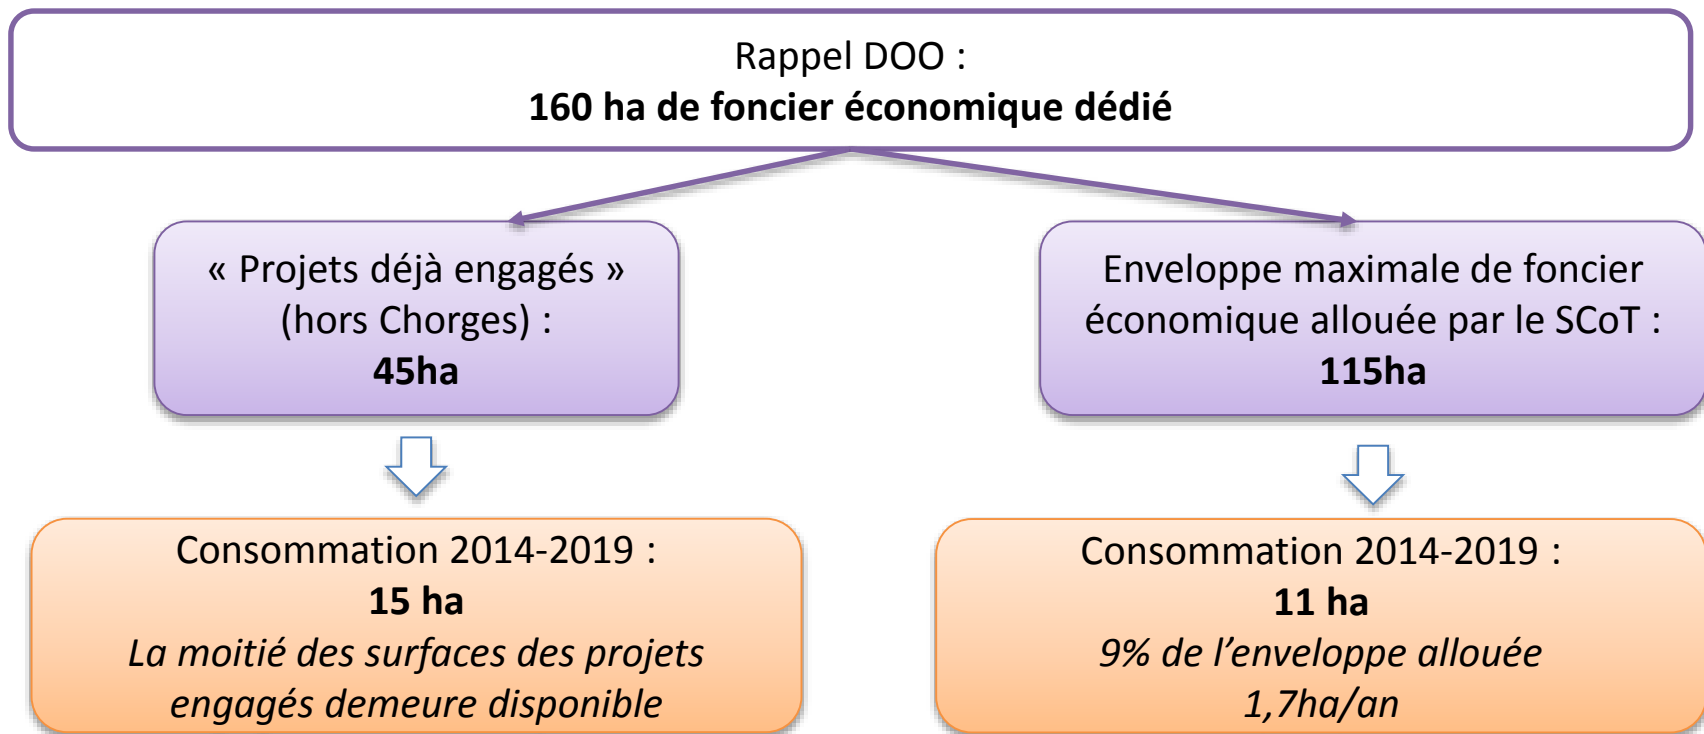 Rappel DOO :
160 ha de foncier économique dédié
« Projets déjà engagés »
(hors Chorges) :
45ha
Enveloppe maximale de foncier
économique allouée par le SCoT :
115ha
Consommation 2014-2019 :
15 ha
La moitié des surfaces des projets
engagés demeure disponible
Consommation 2014-2019 :
11 ha
9% de l’enveloppe allouée
1,7ha/an